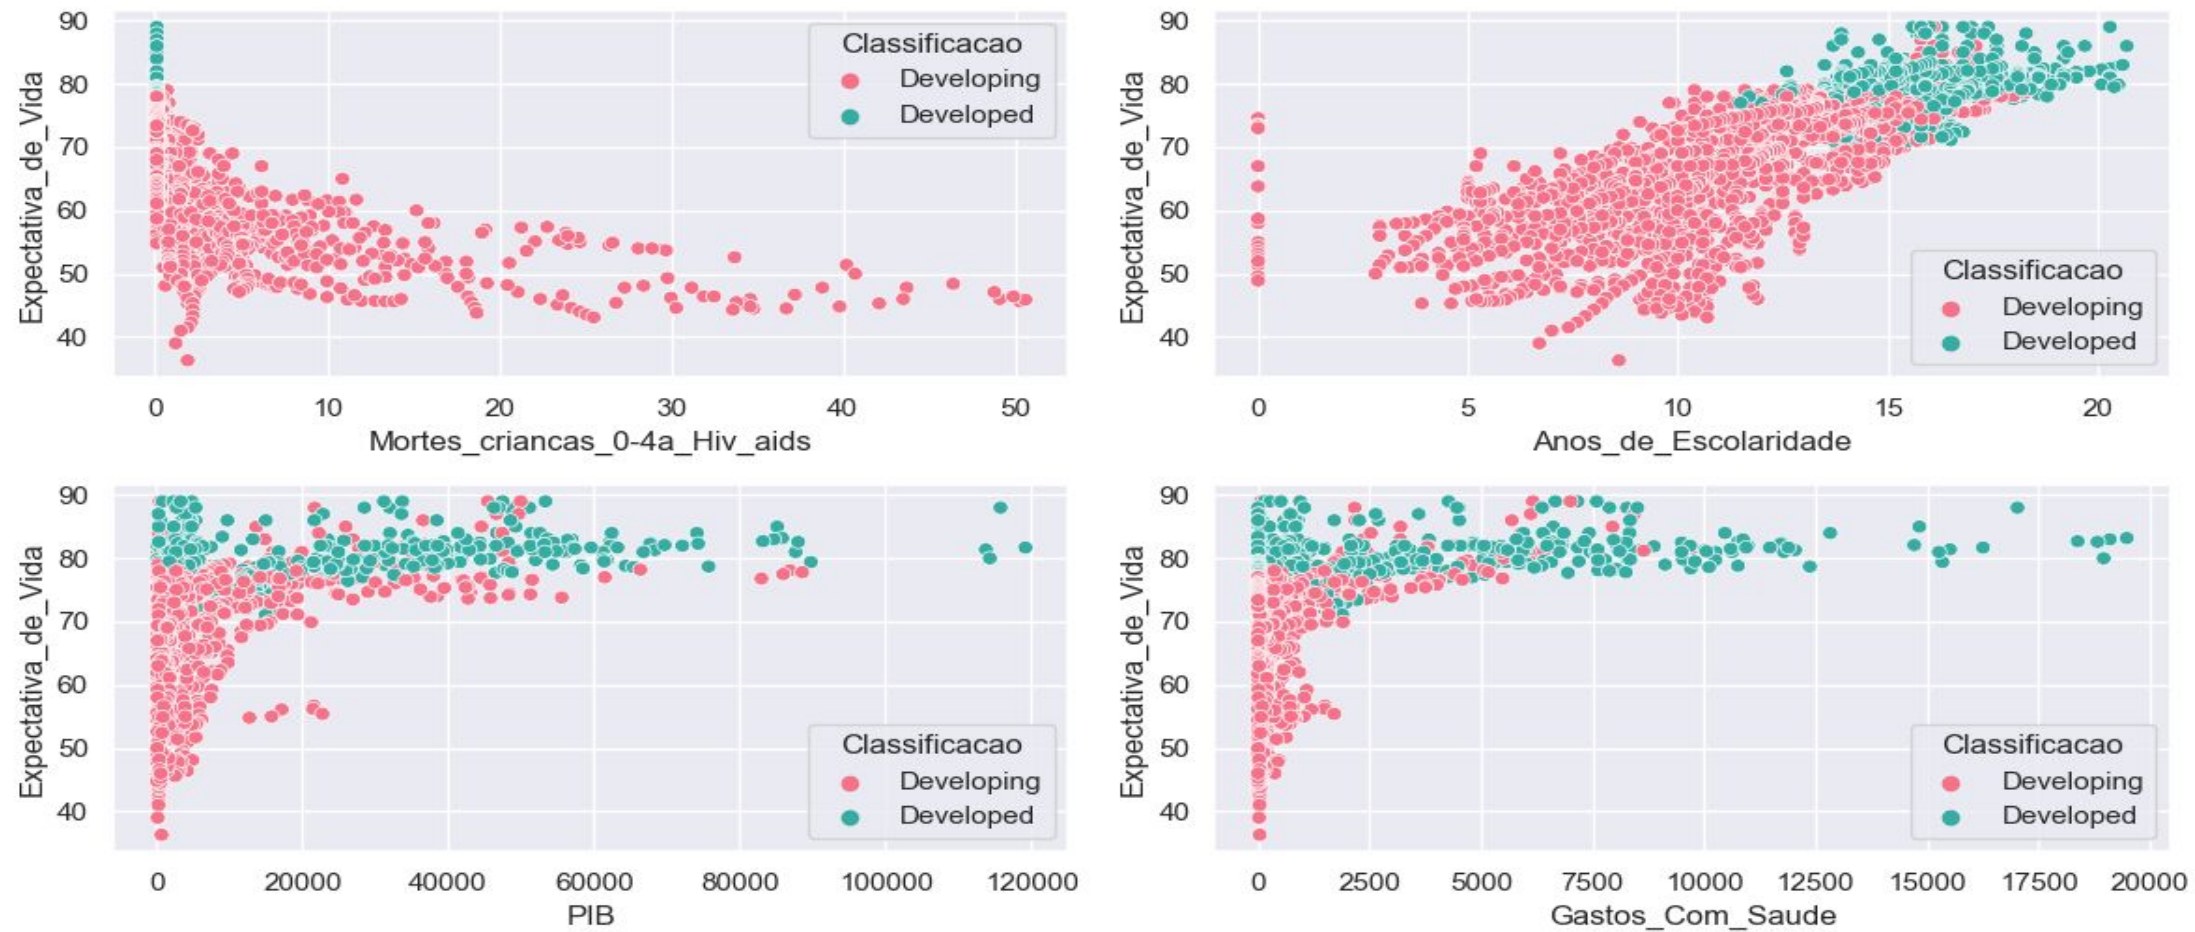 90
80
70
60
50
40
Expectativa_de_Vida
Classificacao
Developing
Developed
0 10 20 30 40 50
Mortes_criancas_0-4a_Hiv_aids
90
80
70
60
50
40
Expectativa_de_Vida
Classificacao
Developing
Developed
0 5 10 15 20
Anos_de_Escolaridade
90
80
70
60
50
40
Expectativa_de_Vida
Classificacao
Developing
Developed
0 20000 40000 60000 80000 100000 120000
PIB
90
80
70
60
50
40
Expectativa_de_Vida
Classificacao
Developing
Developed
0 2500 5000 7500 10000 12500 15000 17500 20000
Gastos_Com_Saude